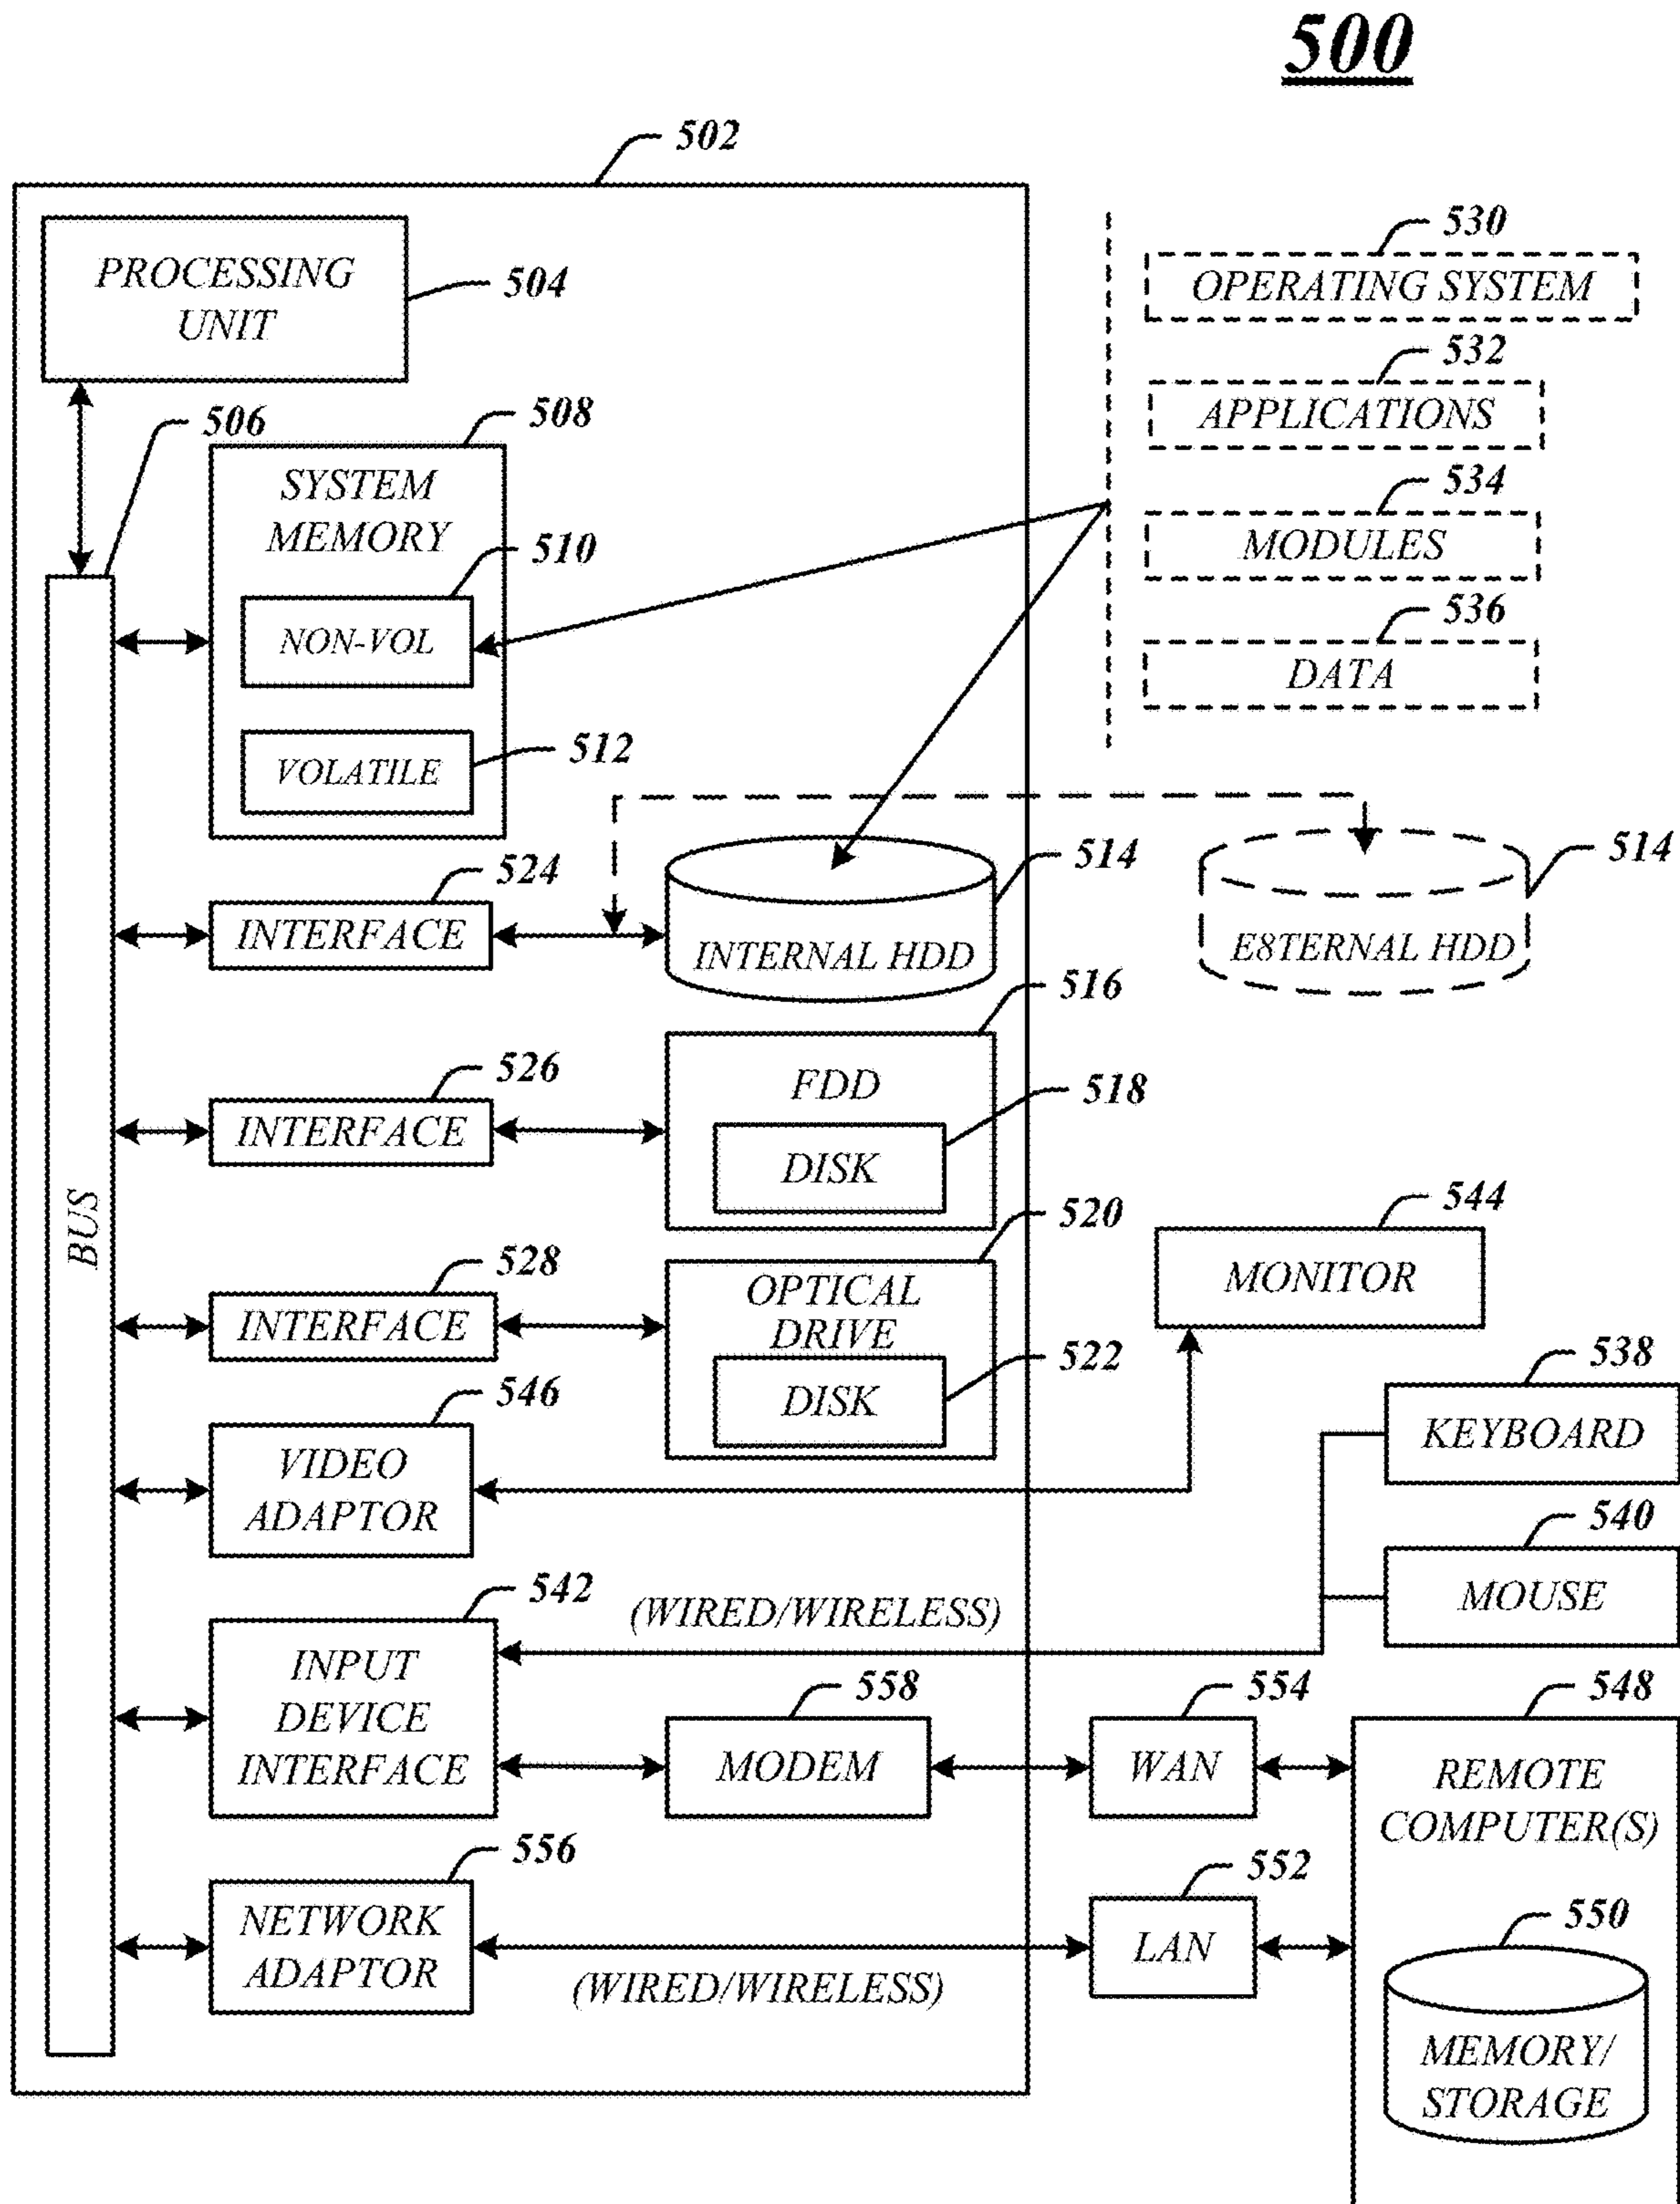 500
502
PROCESSING
UNIT
504
506
508
SYSTEM
MEMORY
510
NON-VOL
512
VOLATILE
530
OPERATING SYSTEM
532
APPLICATIONS
534
MODULES
536
DATA
524
INTERFACE
514
INTERNAL HDD
514
E8TERNAL HDD
516
FDD
526
INTERFACE
518
DISK
BUS
520
OPTICAL
DRIVE
528
INTERFACE
522
DISK
544
MONITOR
546
VIDEO
ADAPTOR
538
KEYBOARD
540
MOUSE
542
(WIRED/WIRELESS)
INPUT
DEVICE
INTERFACE
558
MODEM
554
WAN
548
REMOTE
COMPUTER(S)
556
NETWORK
ADAPTOR
(WIRED/WIRELESS)
552
LAN
550
MEMORY/
STORAGE